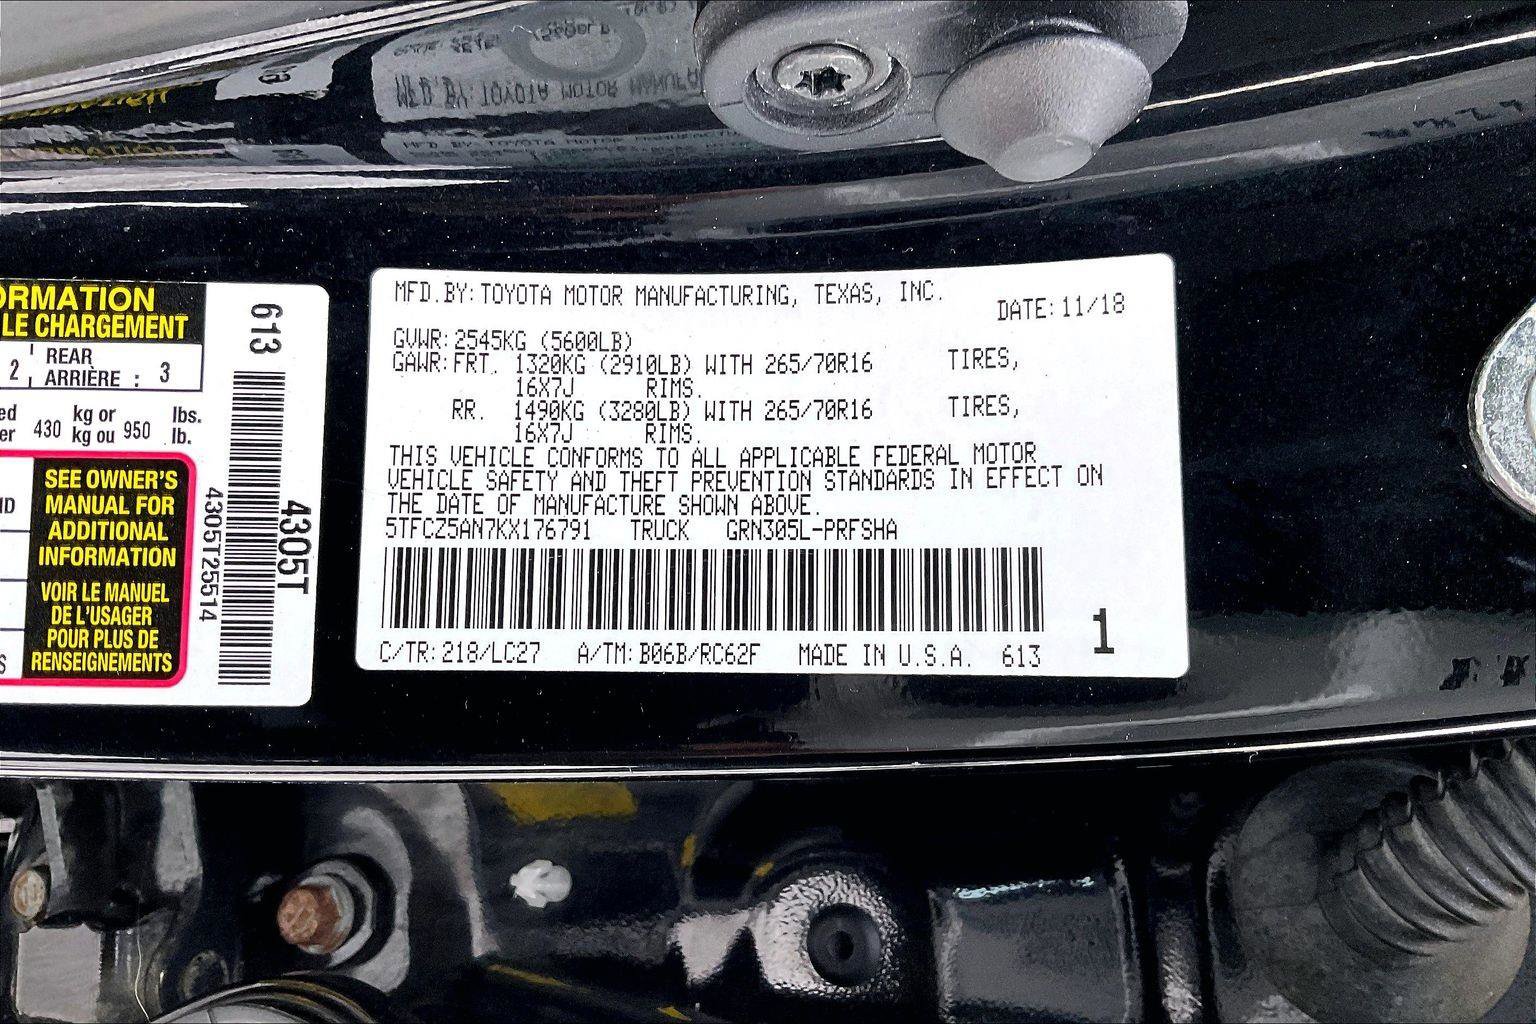 ORMATION
LE CHARGEMENT
2 REAR
ARRIÈRE : 3
kg or lbs.
430 kg ou 950 lb.
SEE OWNER'S
MANUAL FOR
ADDITIONAL
INFORMATION
VOIR LE MANUEL
DE L'USAGER
POUR PLUS DE
RENSEIGNEMENTS
613
4305T
4305T25514
MFD.BY:TOYOTA MOTOR MANUFACTURING, TEXAS, INC.
DATE:11/18
GVWR:2545KG (5600LB)
GAWR:FRT. 1320KG (2910LB) WITH 265/70R16 TIRES,
16X7J RIMS.
RR. 1490KG (3280LB) WITH 265/70R16 TIRES,
16X7J RIMS.
THIS VEHICLE CONFORMS TO ALL APPLICABLE FEDERAL MOTOR
VEHICLE SAFETY AND THEFT PREVENTION STANDARDS IN EFFECT ON
THE DATE OF MANUFACTURE SHOWN ABOVE.
5TFCZ5AN7KX176791 TRUCK GRN305L-PRFSHA
C/TR:218/LC27 A/TM:B06B/RC62F MADE IN U.S.A. 613
1